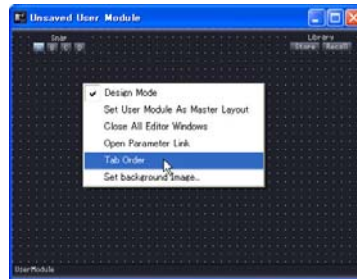 Unsaved User Module
Snap
Library
B C D
Store Recall
Design Mode
Set User Module As Master Layout
Close All Editor Windows
Open Parameter Link
Tab Order
Set background Image...
UserModule